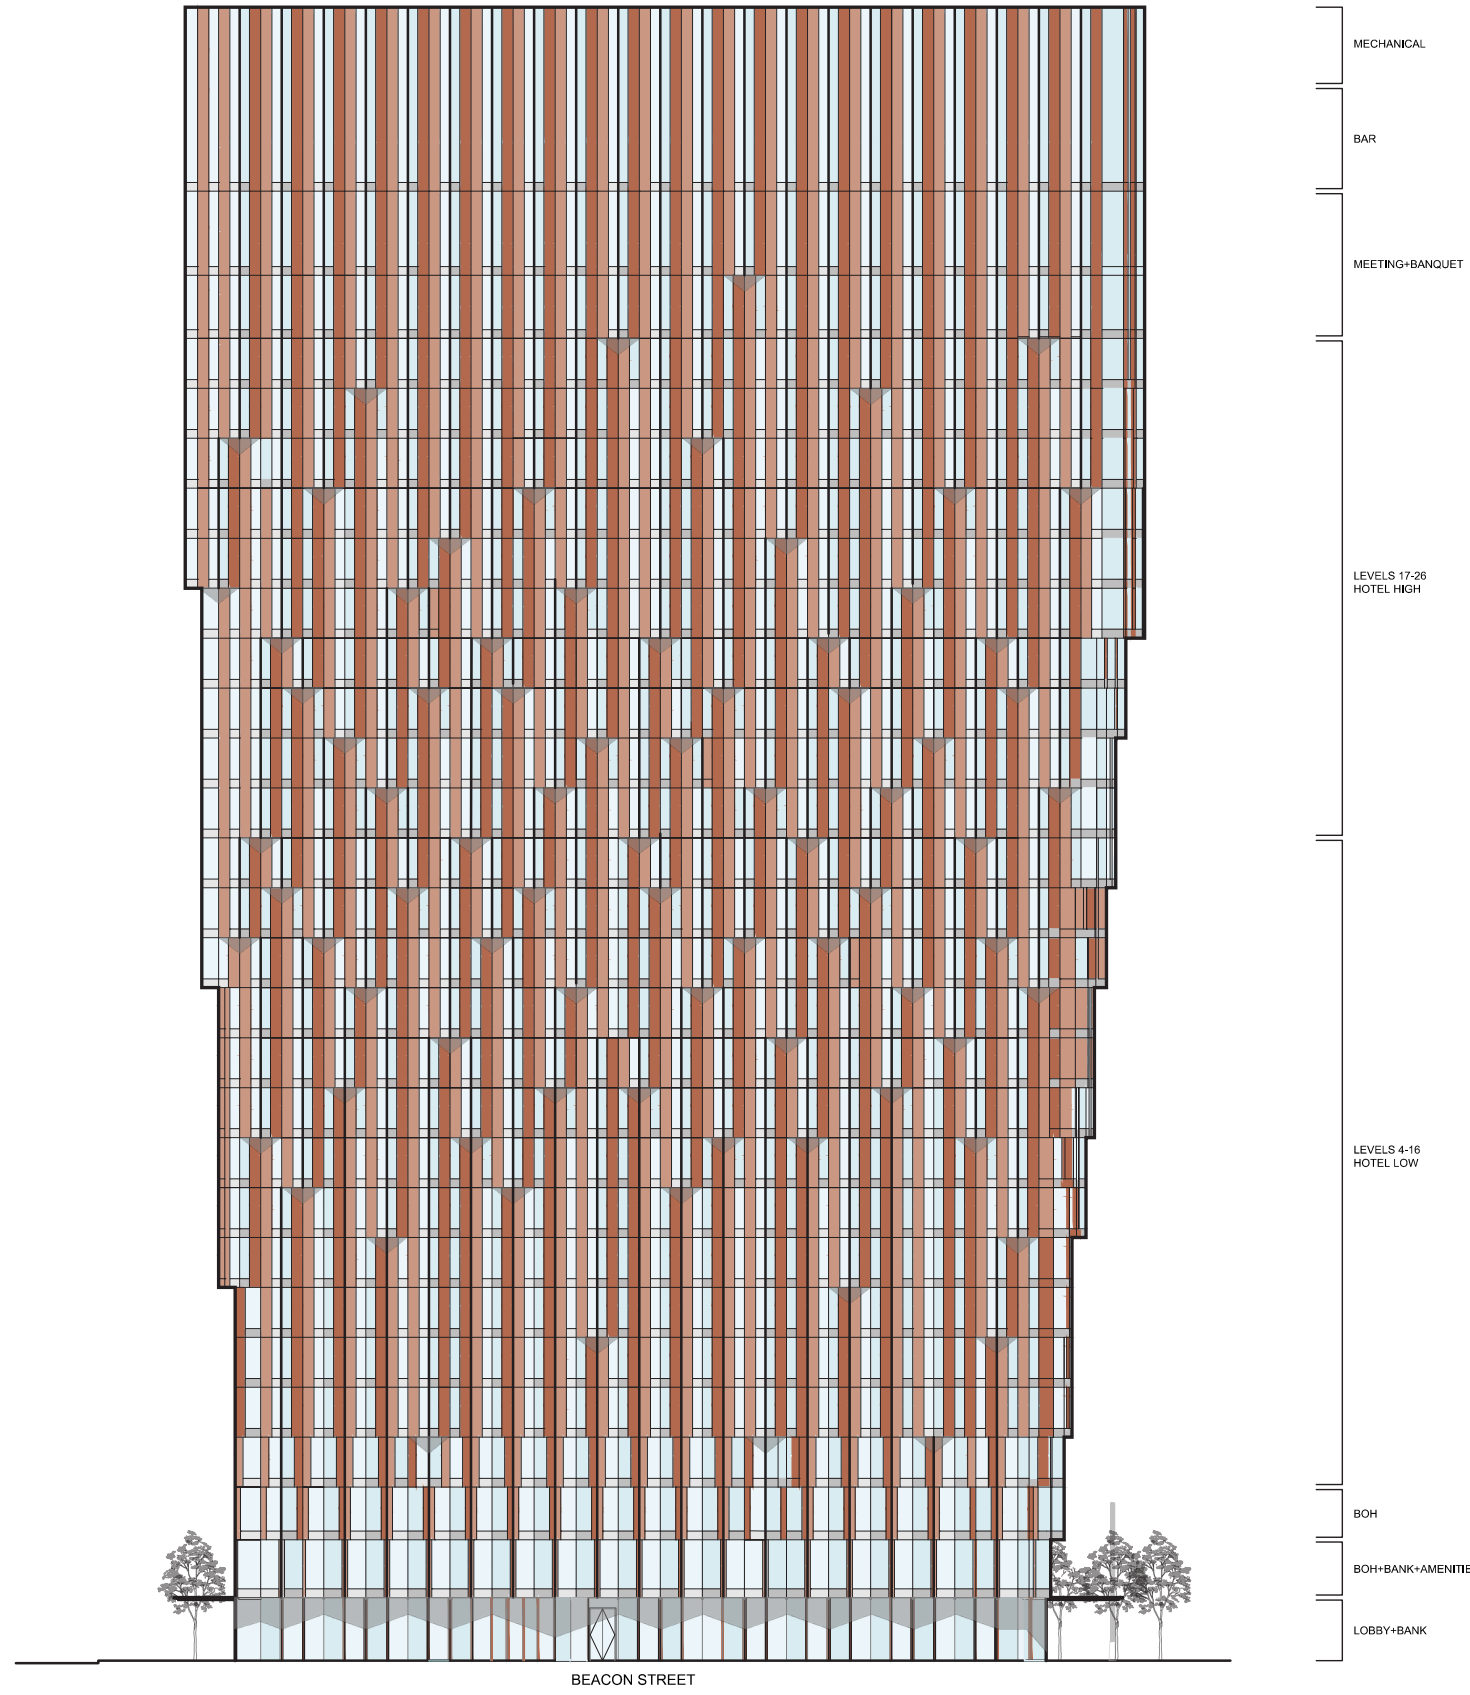 MECHANICAL
BAR
MEETING+BANQUET
LEVELS 17-26
HOTEL HIGH
LEVELS 4-16
HOTEL LOW
BOH
BOH+BANK+AMENITIE
LOBBY+BANK
BEACON STREET